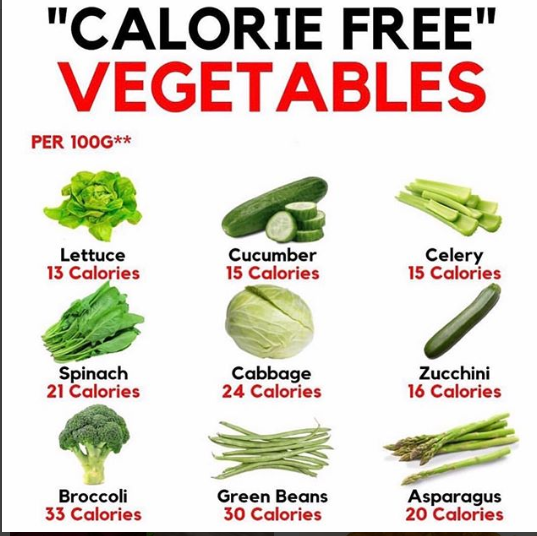 "CALORIE FREE"
VEGETABLES
PER 100G**
Lettuce
13 Calories
Cucumber
15 Calories
Celery
15 Calories
Spinach
21 Calories
Cabbage
24 Calories
Zucchini
16 Calories
Broccoli
33 Calories
Green Beans
30 Calories
Asparagus
20 Calories